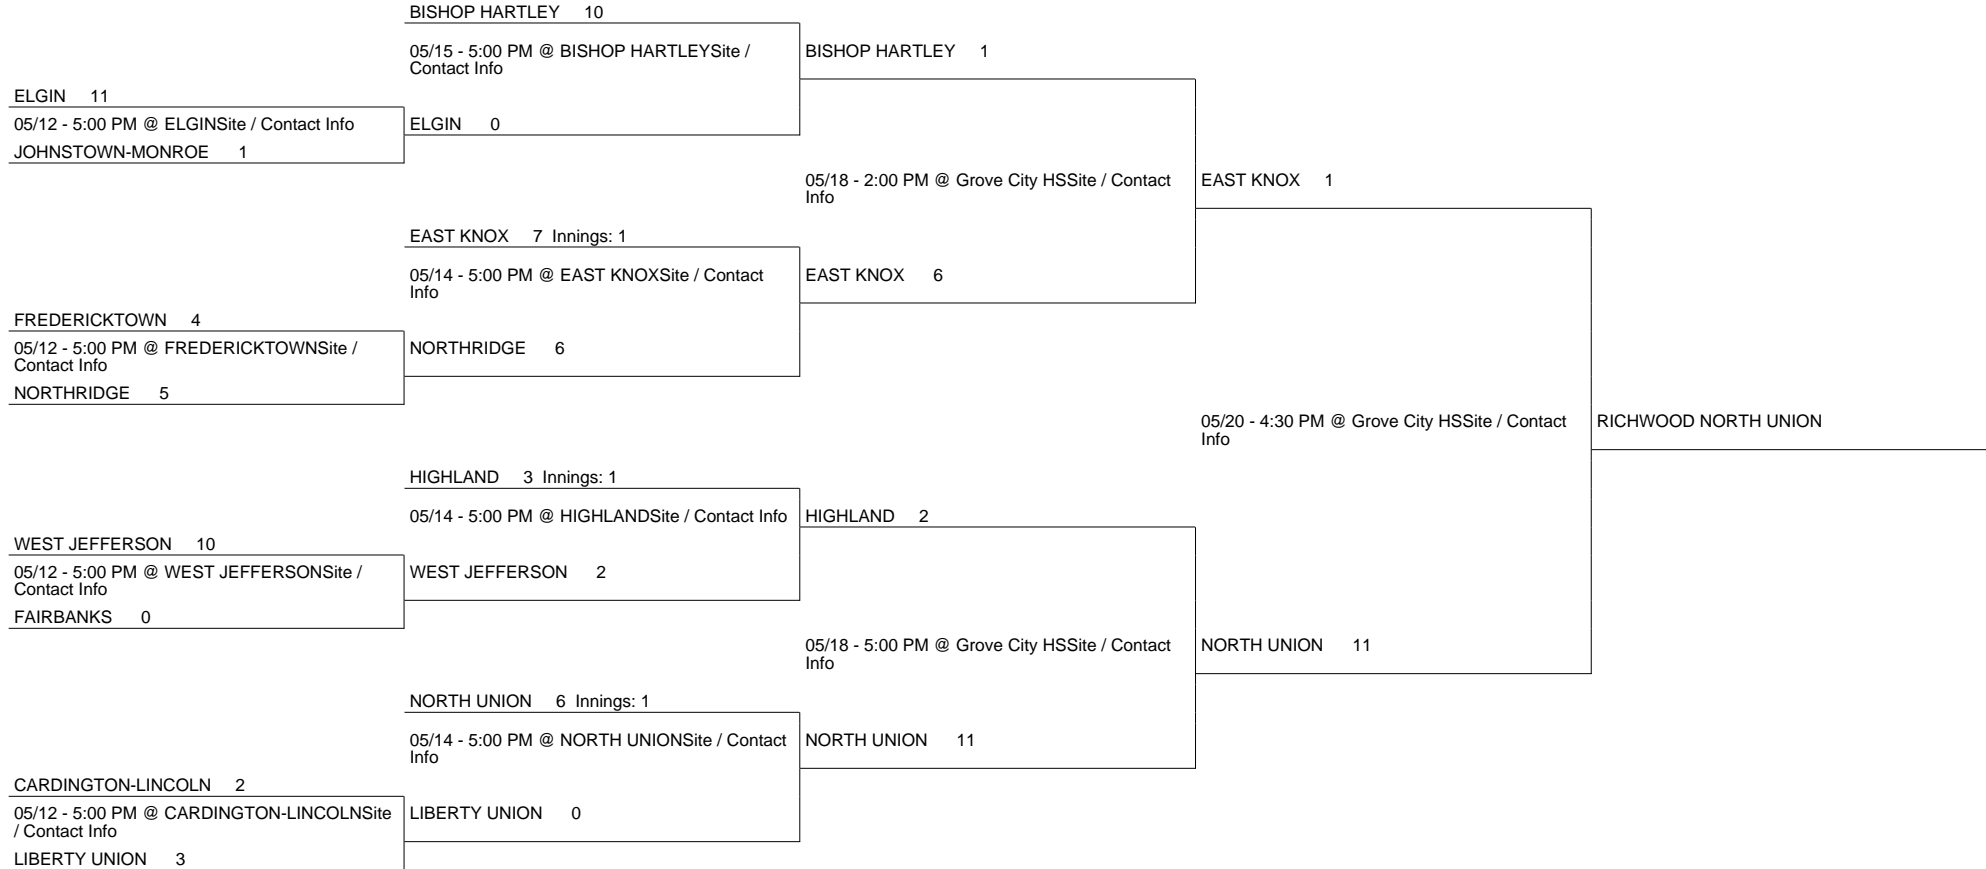 BISHOP HARTLEY 10
05/15 - 5:00 PM @ BISHOP HARTLEYSite /
Contact Info
BISHOP HARTLEY 1
ELGIN 11
05/12 - 5:00 PM @ ELGINSite / Contact Info
JOHNSTOWN-MONROE 1
ELGIN 0
05/18 - 2:00 PM @ Grove City HSSite / Contact
Info
EAST KNOX 1
EAST KNOX 7 Innings: 1
05/14 - 5:00 PM @ EAST KNOXSite / Contact
Info
EAST KNOX 6
FREDERICKTOWN 4
05/12 - 5:00 PM @ FREDERICKTOWNSite /
Contact Info
NORTHRIDGE 5
NORTHRIDGE 6
05/20 - 4:30 PM @ Grove City HSSite / Contact
Info
RICHWOOD NORTH UNION
HIGHLAND 3 Innings: 1
05/14 - 5:00 PM @ HIGHLANDSite / Contact Info
HIGHLAND 2
WEST JEFFERSON 10
05/12 - 5:00 PM @ WEST JEFFERSONSite /
Contact Info
FAIRBANKS 0
WEST JEFFERSON 2
05/18 - 5:00 PM @ Grove City HSSite / Contact
Info
NORTH UNION 11
NORTH UNION 6 Innings: 1
05/14 - 5:00 PM @ NORTH UNIONSite / Contact
Info
NORTH UNION 11
CARDINGTON-LINCOLN 2
05/12 - 5:00 PM @ CARDINGTON-LINCOLNSite
/ Contact Info
LIBERTY UNION 3
LIBERTY UNION 0